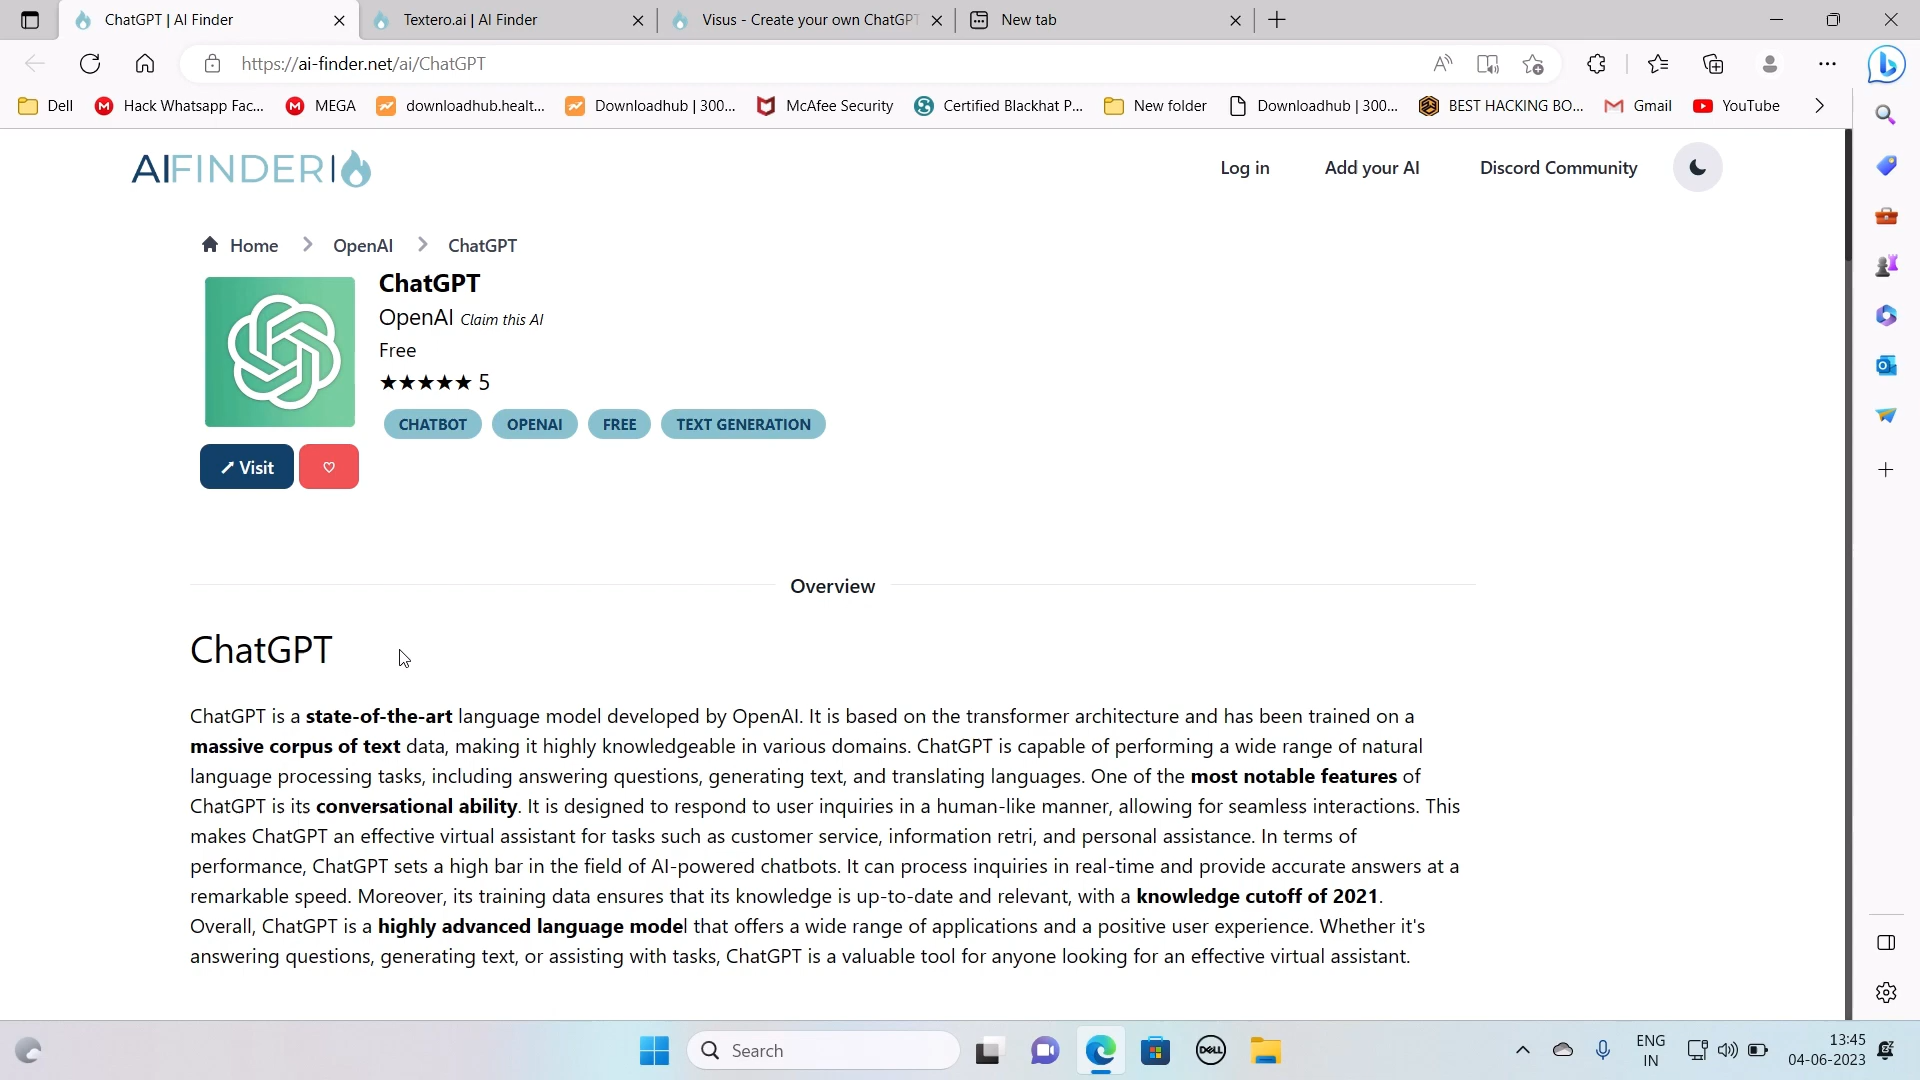 ChatGPT | AI Finder
Textero.ai | AI Finder
Visus - Create your own ChatGPT
New tab
https://ai-finder.net/ai/ChatGPT
Dell
Hack Whatsapp Fac...
MEGA
downloadhub.healt...
Downloadhub | 300...
McAfee Security
Certified Blackhat P...
New folder
Downloadhub | 300...
BEST HACKING BO...
Gmail
YouTube
AIFINDER
Log in
Add your AI
Discord Community
Home
OpenAI
ChatGPT
ChatGPT
OpenAI Claim this AI
Free
★★★★★ 5
CHATBOT
OPENAI
FREE
TEXT GENERATION
Visit
Overview
ChatGPT
ChatGPT is a state-of-the-art language model developed by OpenAI. It is based on the transformer architecture and has been trained on a
massive corpus of text data, making it highly knowledgeable in various domains. ChatGPT is capable of performing a wide range of natural
language processing tasks, including answering questions, generating text, and translating languages. One of the most notable features of
ChatGPT is its conversational ability. It is designed to respond to user inquiries in a human-like manner, allowing for seamless interactions. This
makes ChatGPT an effective virtual assistant for tasks such as customer service, information retri, and personal assistance. In terms of
performance, ChatGPT sets a high bar in the field of AI-powered chatbots. It can process inquiries in real-time and provide accurate answers at a
remarkable speed. Moreover, its training data ensures that its knowledge is up-to-date and relevant, with a knowledge cutoff of 2021.
Overall, ChatGPT is a highly advanced language model that offers a wide range of applications and a positive user experience. Whether it's
answering questions, generating text, or assisting with tasks, ChatGPT is a valuable tool for anyone looking for an effective virtual assistant.
Search
DELL
ENG
IN
13:45
04-06-2023